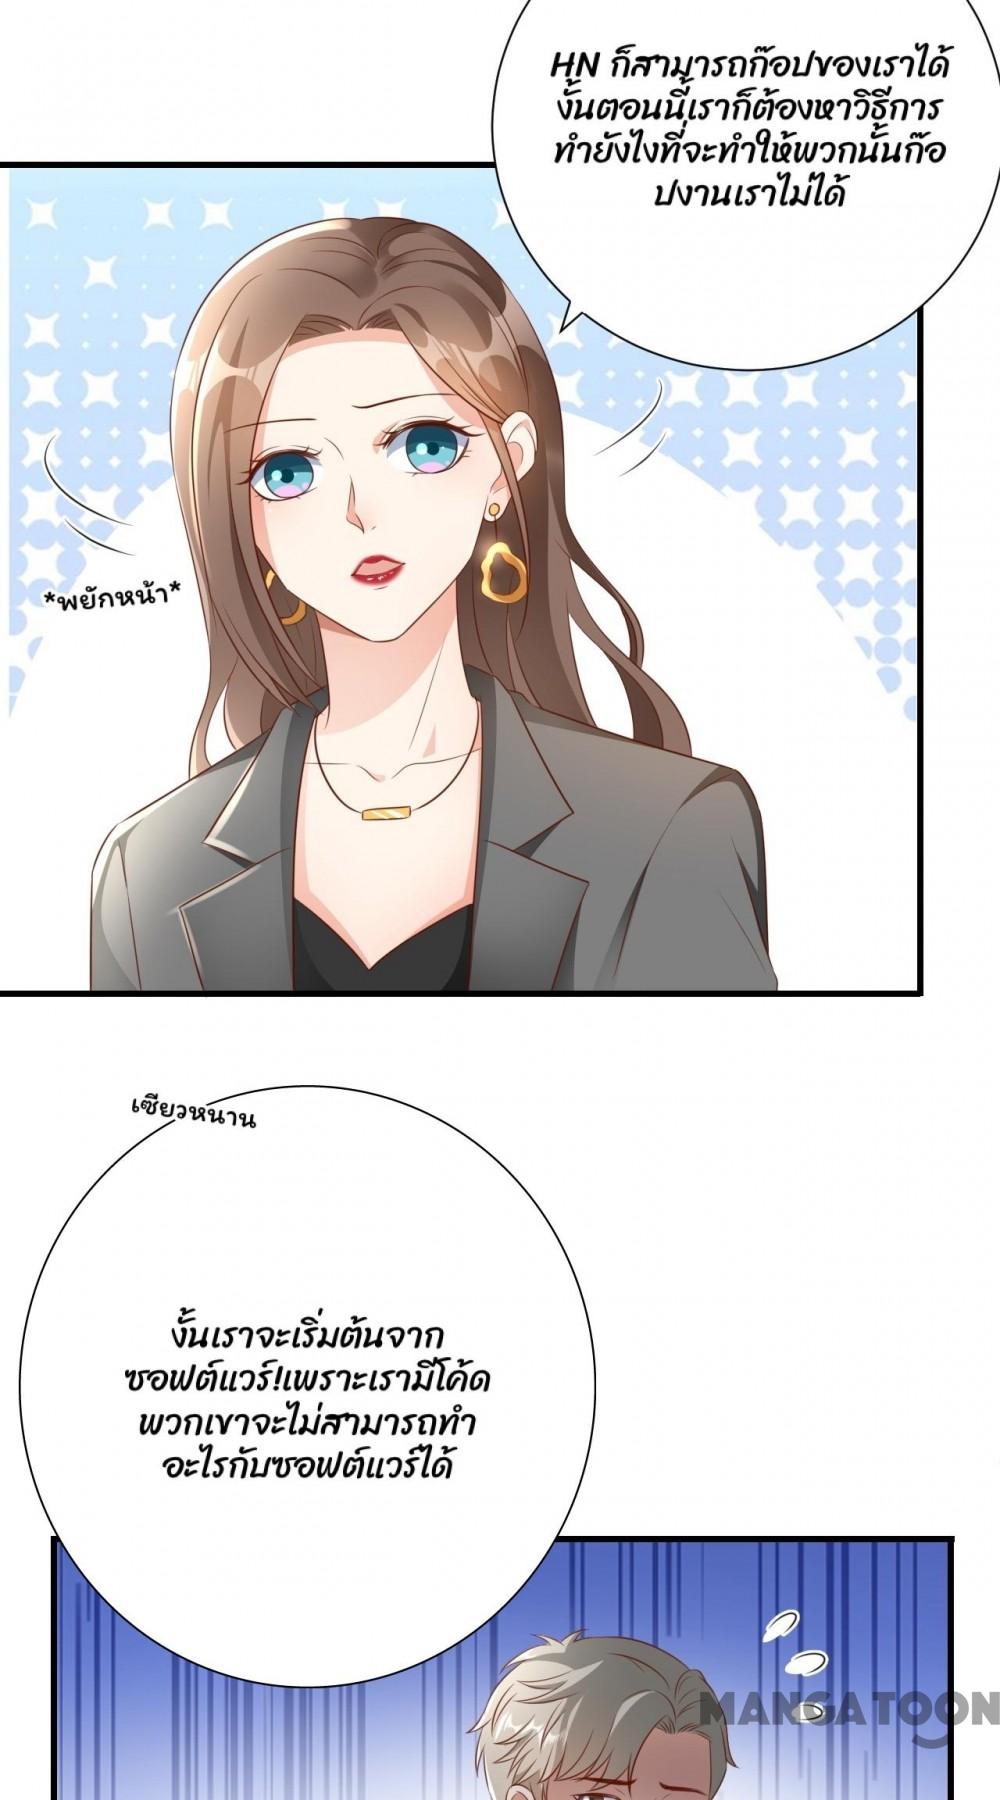 HN ก็สามารถก๊อปของเราได้
งั้นตอนนี้เราก็ต้องหาวิธีการ
ทำยังไงที่จะทำให้พวกนั้นก๊อ
ปงานเราไม่ได้
*พยักหน้า*
เซียวหนาน
งั้นเราจะเริ่มต้นจาก
ซอฟต์แวร์!เพราะเรามีโค้ด
พวกเขาจะไม่สามารถทำ
อะไรกับซอฟต์แวร์ได้
MANGATOON